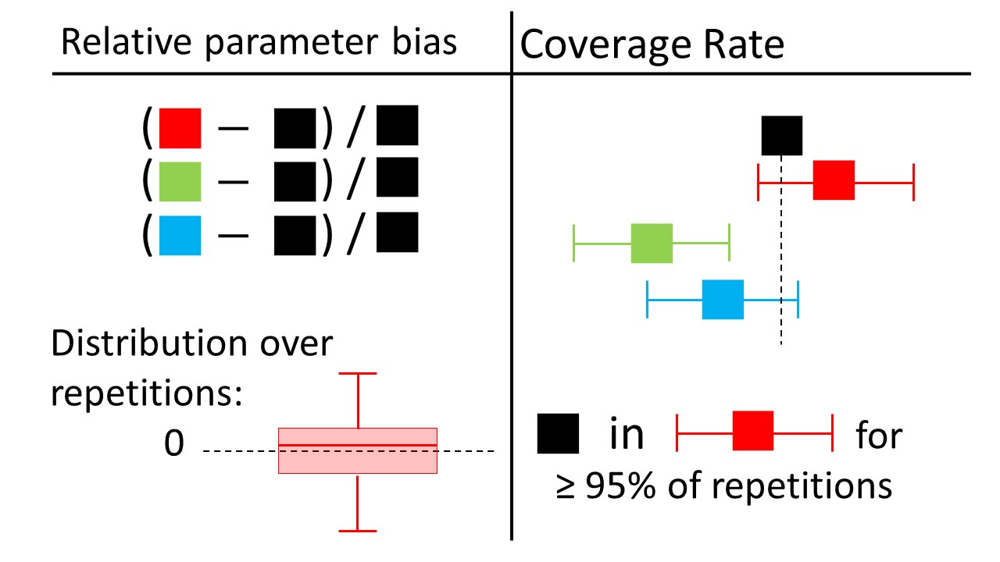 Relative parameter bias
( – ) /
( – ) /
( – ) /
Distribution over
repetitions:
0
Coverage Rate
in for
≥ 95% of repetitions